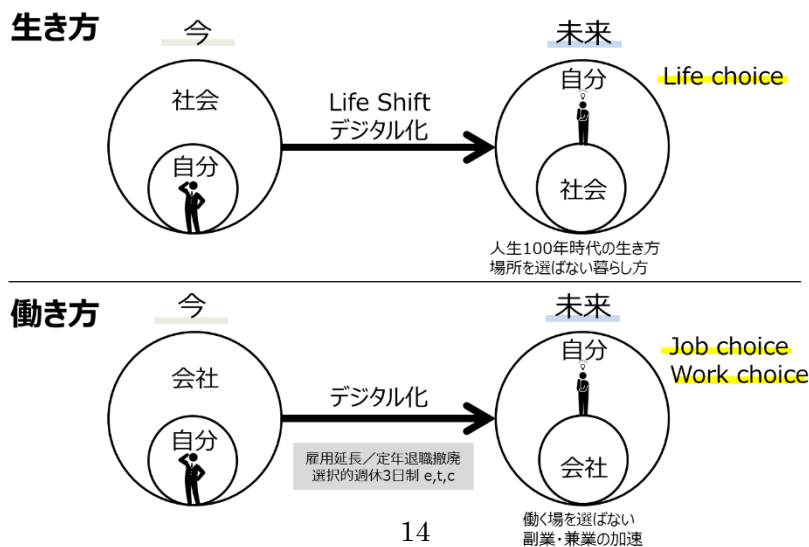 生き方
今
社会
自分
Life Shift
デジタル化
未来
自分
社会
Life choice
人生100年時代の生き方
場所を選ばない暮らし方
働き方
今
会社
自分
デジタル化
雇用延長／定年退職撤廃
選択的週休3日制 e,t,c
未来
自分
会社
Job choice
Work choice
働く場を選ばない
副業・兼業の加速
14